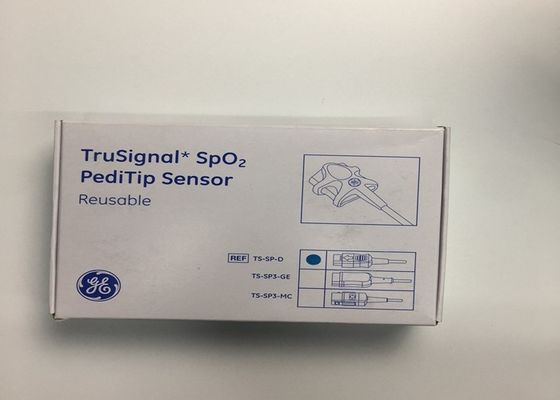 TruSignal* SpO₂
PediTip Sensor
Reusable
REF TS-SP-D
TS-SP3-GE
TS-SP3-MC
GE